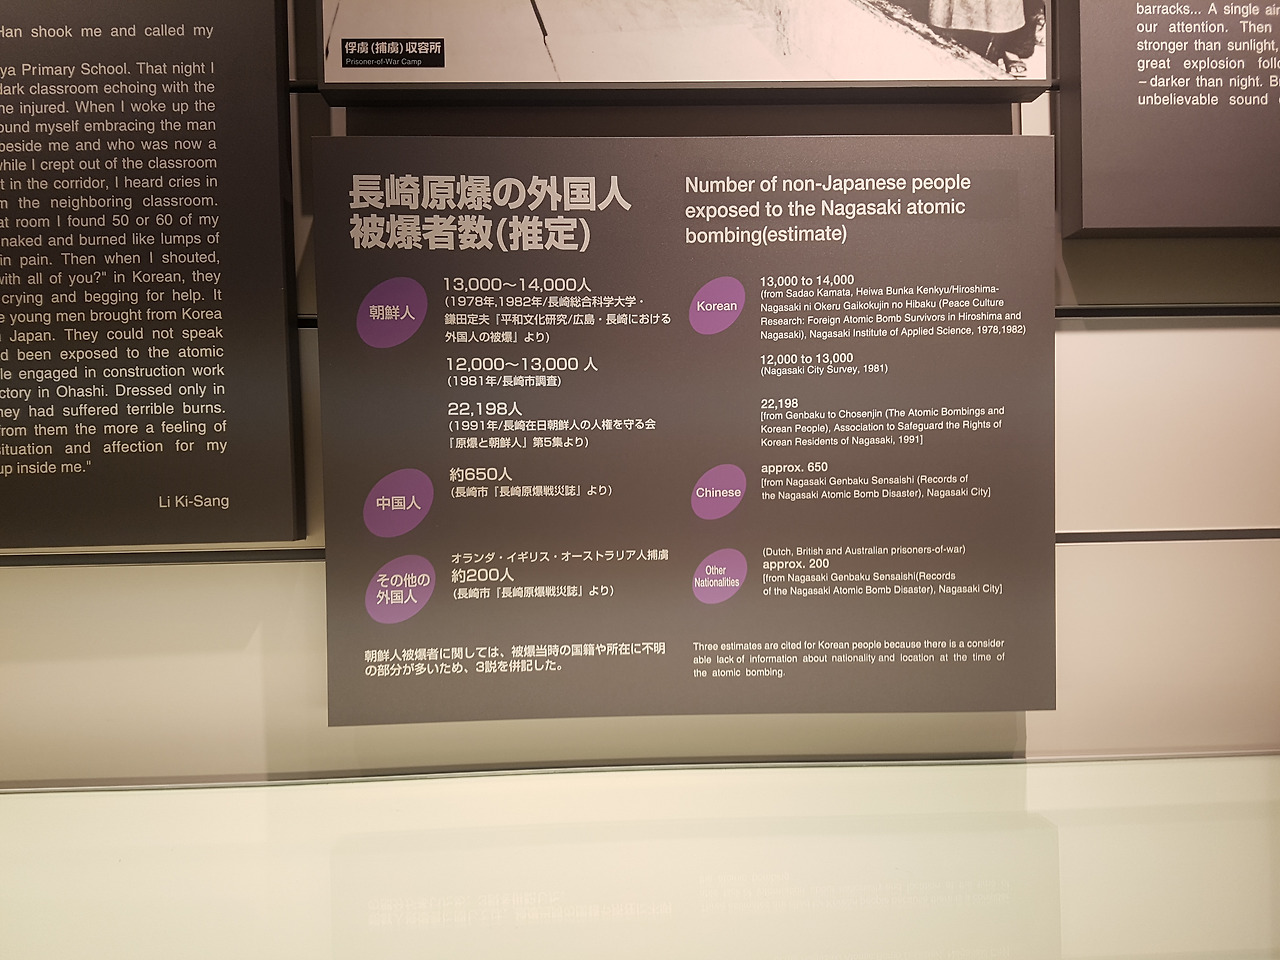 Han shook me and called my
ya Primary School. That night I
dark classroom echoing with the
he injured. When I woke up the
ound myself embracing the man
beside me and who was now a
while I crept out of the classroom
t in the corridor, I heard cries in
m the neighboring classroom.
at room I found 50 or 60 of my
naked and burned like lumps of
in pain. Then when I shouted,
with all of you?" in Korean, they
crying and begging for help. It
e young men brought from Korea
Japan. They could not speak
d been exposed to the atomic
le engaged in construction work
ctory in Ohashi. Dressed only in
hey had suffered terrible burns.
from them the more a feeling of
situation and affection for my
up inside me."
Li Ki-Sang
俘虜(捕虜)収容所
Prisoner-of-War Camp
長崎原爆の外国人
被爆者数(推定)
朝鮮人
13,000〜14,000人
(1978年,1982年/長崎総合科学大学・
鎌田定夫『平和文化研究/広島・長崎における
外国人の被爆』より)
12,000〜13,000 人
(1981年/長崎市調査)
22,198人
(1991年/長崎在日朝鮮人の人権を守る会
『原爆と朝鮮人』第5集より)
中国人
約650人
(長崎市『長崎原爆戦災誌』より)
その他の
外国人
オランダ・イギリス・オーストラリア人捕虜
約200人
(長崎市『長崎原爆戦災誌』より)
朝鮮人被爆者に関しては、被爆当時の国籍や所在に不明
の部分が多いため、3説を併記した。
Number of non-Japanese people
exposed to the Nagasaki atomic
bombing(estimate)
Korean
13,000 to 14,000
(from Sadao Kamata, Heiwa Bunka Kenkyu/Hiroshima-
Nagasaki ni Okeru Gaikokujin no Hibaku (Peace Culture
Research: Foreign Atomic Bomb Survivors in Hiroshima and
Nagasaki), Nagasaki Institute of Applied Science, 1978,1982)
12,000 to 13,000
(Nagasaki City Survey, 1981)
22,198
[from Genbaku to Chosenjin (The Atomic Bombings and
Korean People), Association to Safeguard the Rights of
Korean Residents of Nagasaki, 1991]
Chinese
approx. 650
[from Nagasaki Genbaku Sensaishi (Records of
the Nagasaki Atomic Bomb Disaster), Nagasaki City]
Other
Nationalities
(Dutch, British and Australian prisoners-of-war)
approx. 200
[from Nagasaki Genbaku Sensaishi(Records
of the Nagasaki Atomic Bomb Disaster), Nagasaki City]
Three estimates are cited for Korean people because there is a consider
able lack of information about nationality and location at the time of
the atomic bombing.
barracks... A single air
our attention. Then
stronger than sunlight,
great explosion follo
– darker than night. B
unbelievable sound